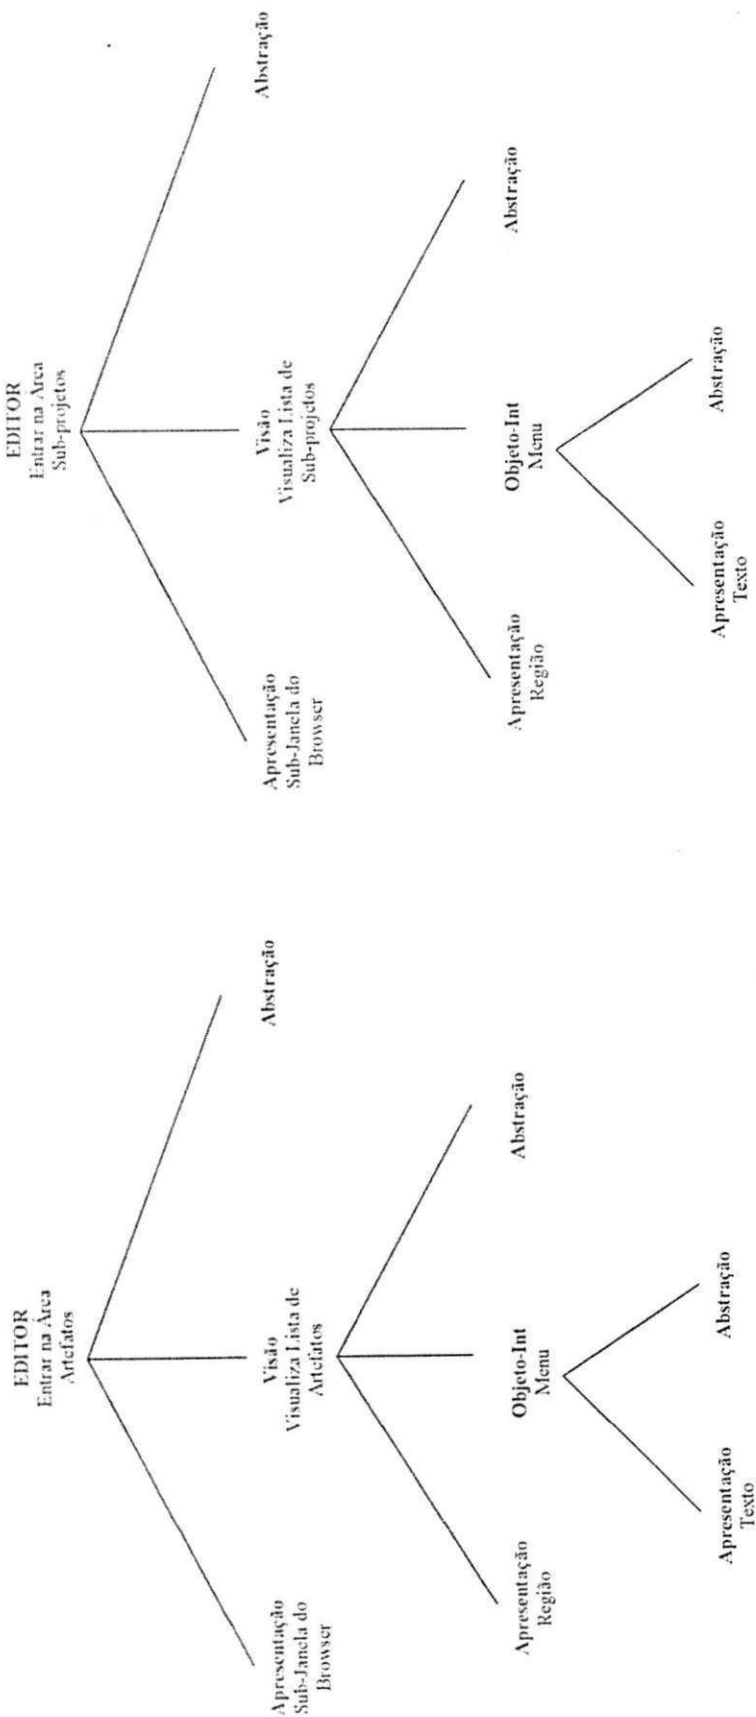 EDITOR
Entrar na Área
Artefatos
Apresentação
Sub-Janela do
Browser
Visão
Visualiza Lista de
Artefatos
Abstração
Apresentação
Região
Objeto-Int
Menu
Abstração
Apresentação
Texto
Abstração
EDITOR
Entrar na Área
Sub-projetos
Apresentação
Sub-Janela do
Browser
Visão
Visualiza Lista de
Sub-projetos
Abstração
Apresentação
Região
Objeto-Int
Menu
Abstração
Apresentação
Texto
Abstração